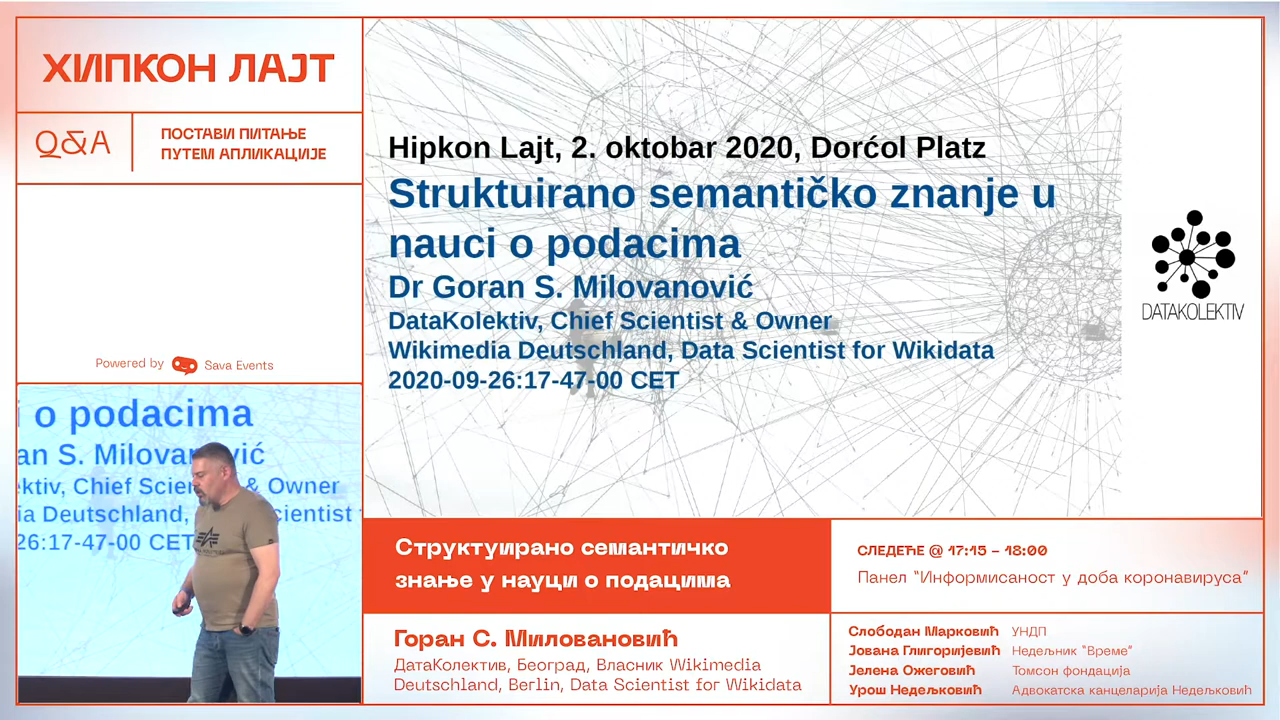 ХИПКОН ЛАЈТ
Q&A
ПОСТАВИ ПИТАЊЕ
ПУТЕМ АПЛИКАЦИЈЕ
Powered by Sava Events
Hipkon Lajt, 2. oktobar 2020, Dorćol Platz
Struktuirano semantičko znanje u
nauci o podacima
Dr Goran S. Milovanović
DataKolektiv, Chief Scientist & Owner
Wikimedia Deutschland, Data Scientist for Wikidata
2020-09-26:17-47-00 CET
DATAKOLEKTIV
i o podacima
an S. Milovanović
ektiv, Chief Scien & Owner
ia Deutschland, cientist
26:17-47-00 CET
Структуирано семантичко
знање у науци о подацима
Горан С. Миловановић
ДатаКолектив, Београд, Власник Wikimedia
Deutschland, Berlin, Data Scientist for Wikidata
СЛЕДЕЋЕ @ 17:15 – 18:00
Панел “Информисаност у доба коронавируса”
Слободан Марковић УНДП
Јована Глигоријевић Недељник “Време”
Јелена Ожеговић Томсон фондација
Урош Недељковић Адвокатска канцеларија Недељковић